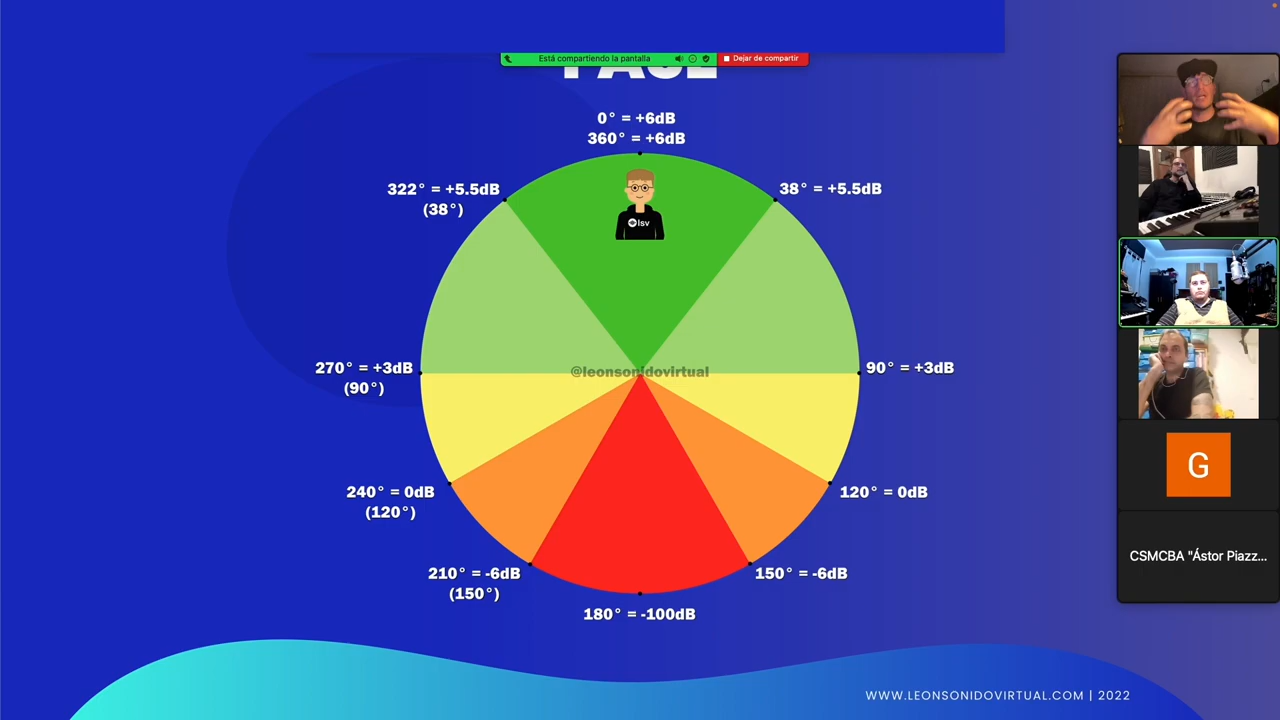 Está compartiendo la pantalla
Dejar de compartir
0° = +6dB
360° = +6dB
322° = +5.5dB
(38°)
38° = +5.5dB
lsv
270° = +3dB
(90°)
@leonsonidovirtual
90° = +3dB
240° = 0dB
(120°)
120° = 0dB
210° = -6dB
(150°)
150° = -6dB
180° = -100dB
G
CSMCBA "Ástor Piazz...
WWW.LEONSONIDOVIRTUAL.COM | 2022